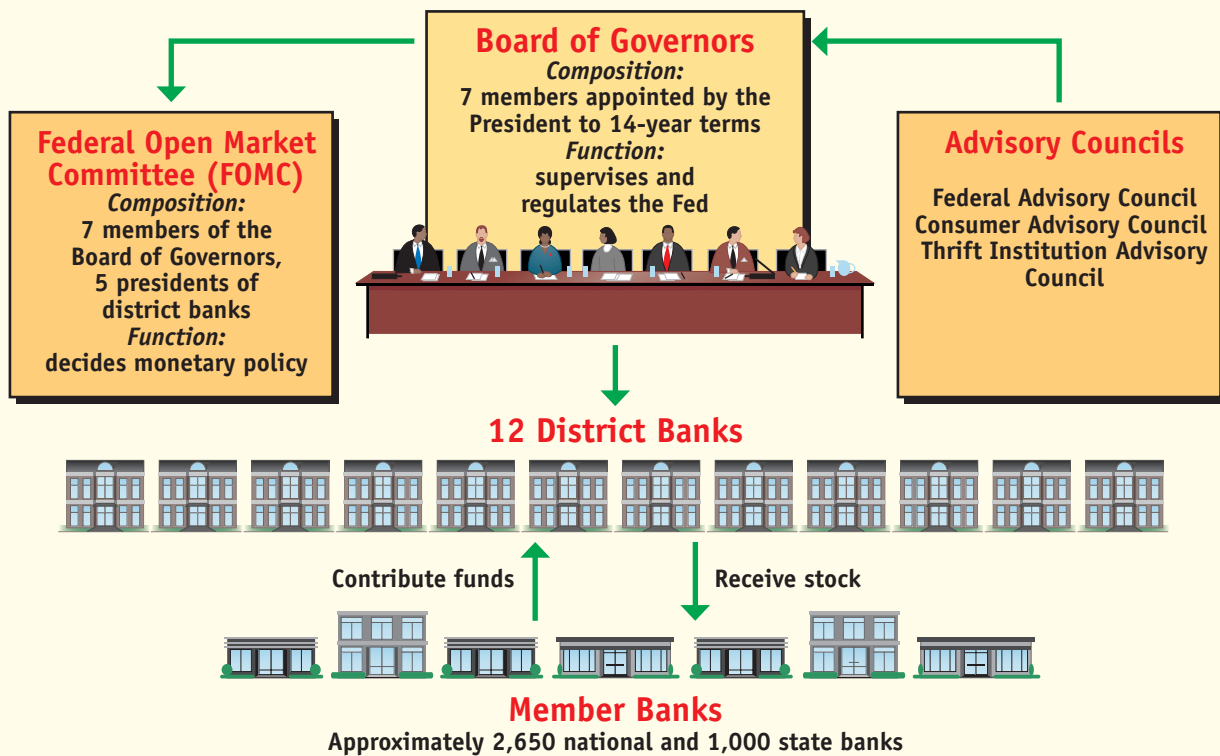 Board of Governors
Composition:
7 members appointed by the
President to 14-year terms
Function:
supervises and
regulates the Fed
Federal Open Market
Committee (FOMC)
Composition:
7 members of the
Board of Governors,
5 presidents of
district banks
Function:
decides monetary policy
Advisory Councils
Federal Advisory Council
Consumer Advisory Council
Thrift Institution Advisory
Council
12 District Banks
Contribute funds
Receive stock
Member Banks
Approximately 2,650 national and 1,000 state banks